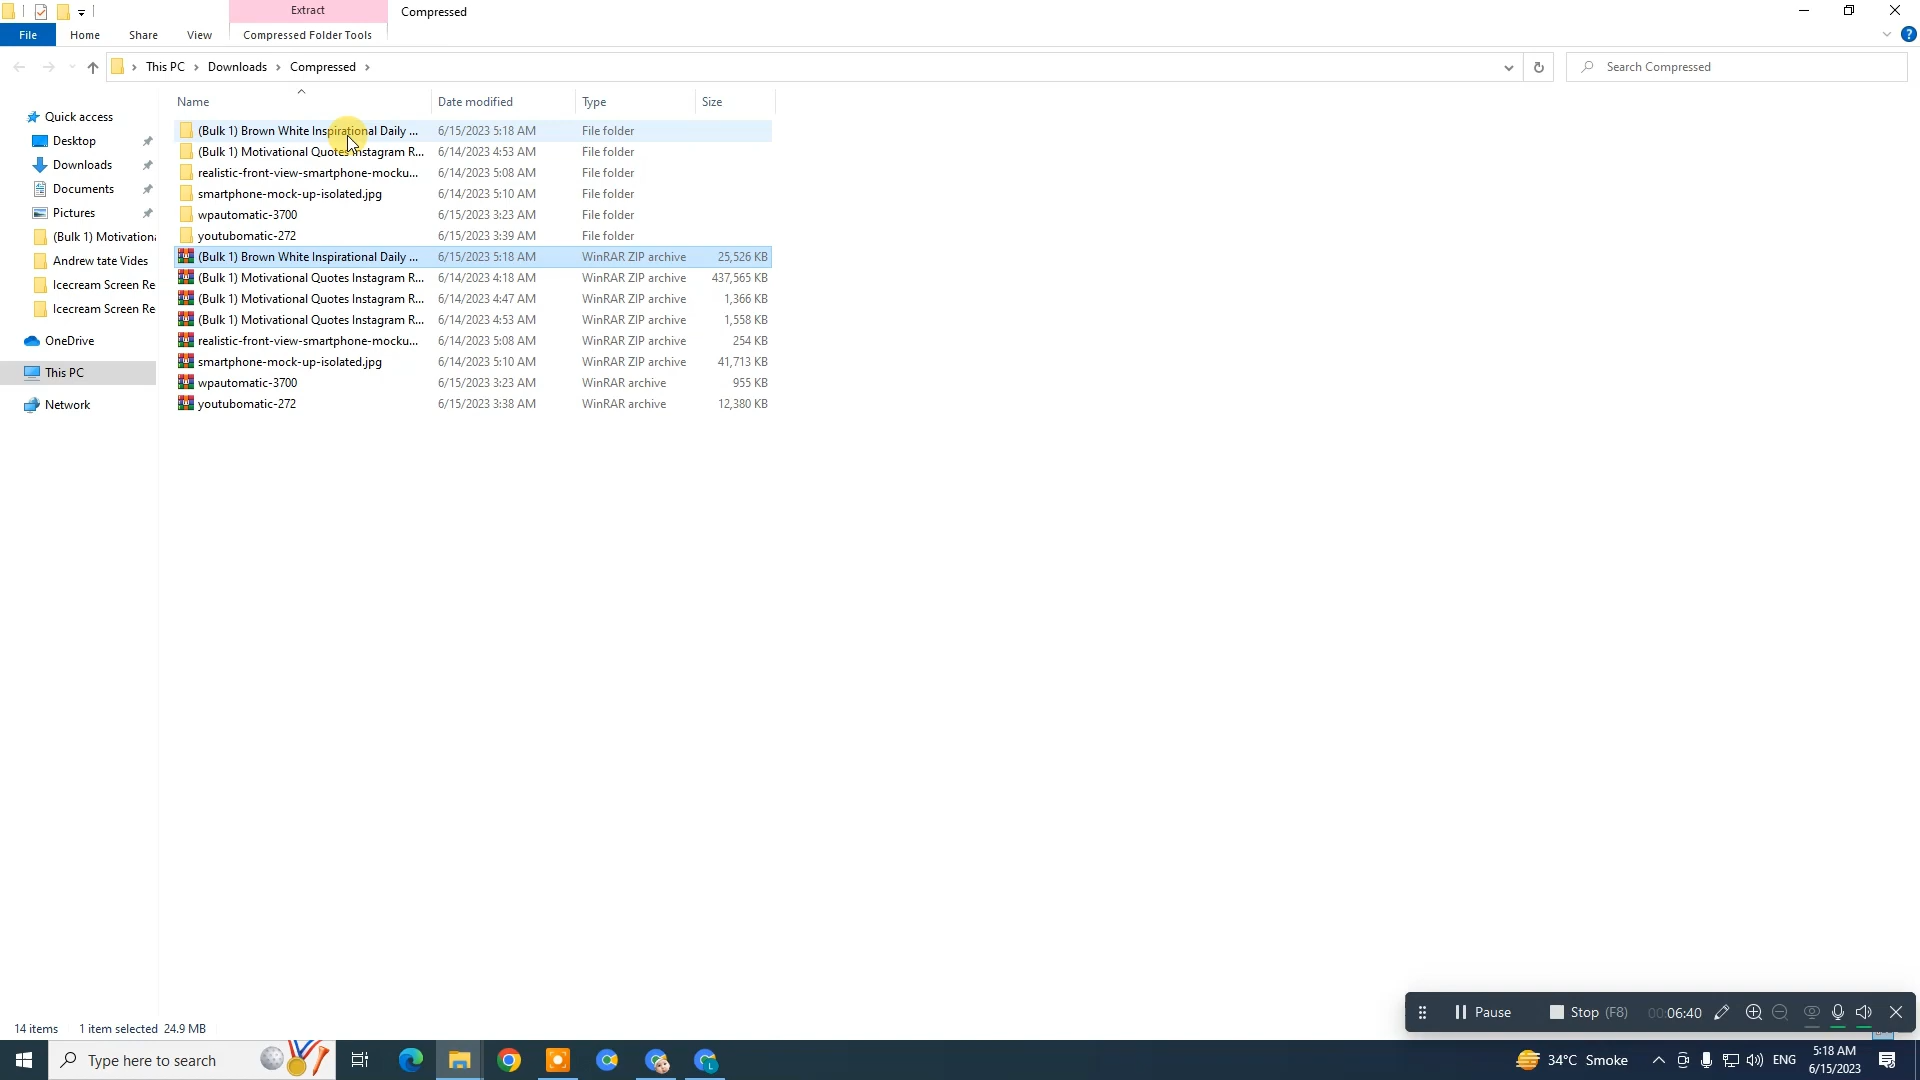 Extract
Compressed
File
Home
Share
View
Compressed Folder Tools
This PC
Downloads
Compressed
Search Compressed
Name
Date modified
Type
Size
Quick access
Desktop
Downloads
Documents
Pictures
(Bulk 1) Motivation
Andrew tate Vides
Icecream Screen Re
Icecream Screen Re
OneDrive
This PC
Network
(Bulk 1) Brown White Inspirational Daily ... 6/15/2023 5:18 AM File folder
(Bulk 1) Motivational Quotes Instagram R... 6/14/2023 4:53 AM File folder
realistic-front-view-smartphone-mocku... 6/14/2023 5:08 AM File folder
smartphone-mock-up-isolated.jpg 6/14/2023 5:10 AM File folder
wpautomatic-3700 6/15/2023 3:23 AM File folder
youtubomatic-272 6/15/2023 3:39 AM File folder
(Bulk 1) Brown White Inspirational Daily ... 6/15/2023 5:18 AM WinRAR ZIP archive 25,526 KB
(Bulk 1) Motivational Quotes Instagram R... 6/14/2023 4:18 AM WinRAR ZIP archive 437,565 KB
(Bulk 1) Motivational Quotes Instagram R... 6/14/2023 4:47 AM WinRAR ZIP archive 1,366 KB
(Bulk 1) Motivational Quotes Instagram R... 6/14/2023 4:53 AM WinRAR ZIP archive 1,558 KB
realistic-front-view-smartphone-mocku... 6/14/2023 5:08 AM WinRAR ZIP archive 254 KB
smartphone-mock-up-isolated.jpg 6/14/2023 5:10 AM WinRAR ZIP archive 41,713 KB
wpautomatic-3700 6/15/2023 3:23 AM WinRAR archive 955 KB
youtubomatic-272 6/15/2023 3:38 AM WinRAR archive 12,380 KB
14 items 1 item selected 24.9 MB
Pause
Stop (F8)
00:06:40
Type here to search
L
34°C Smoke
ENG
5:18 AM
6/15/2023